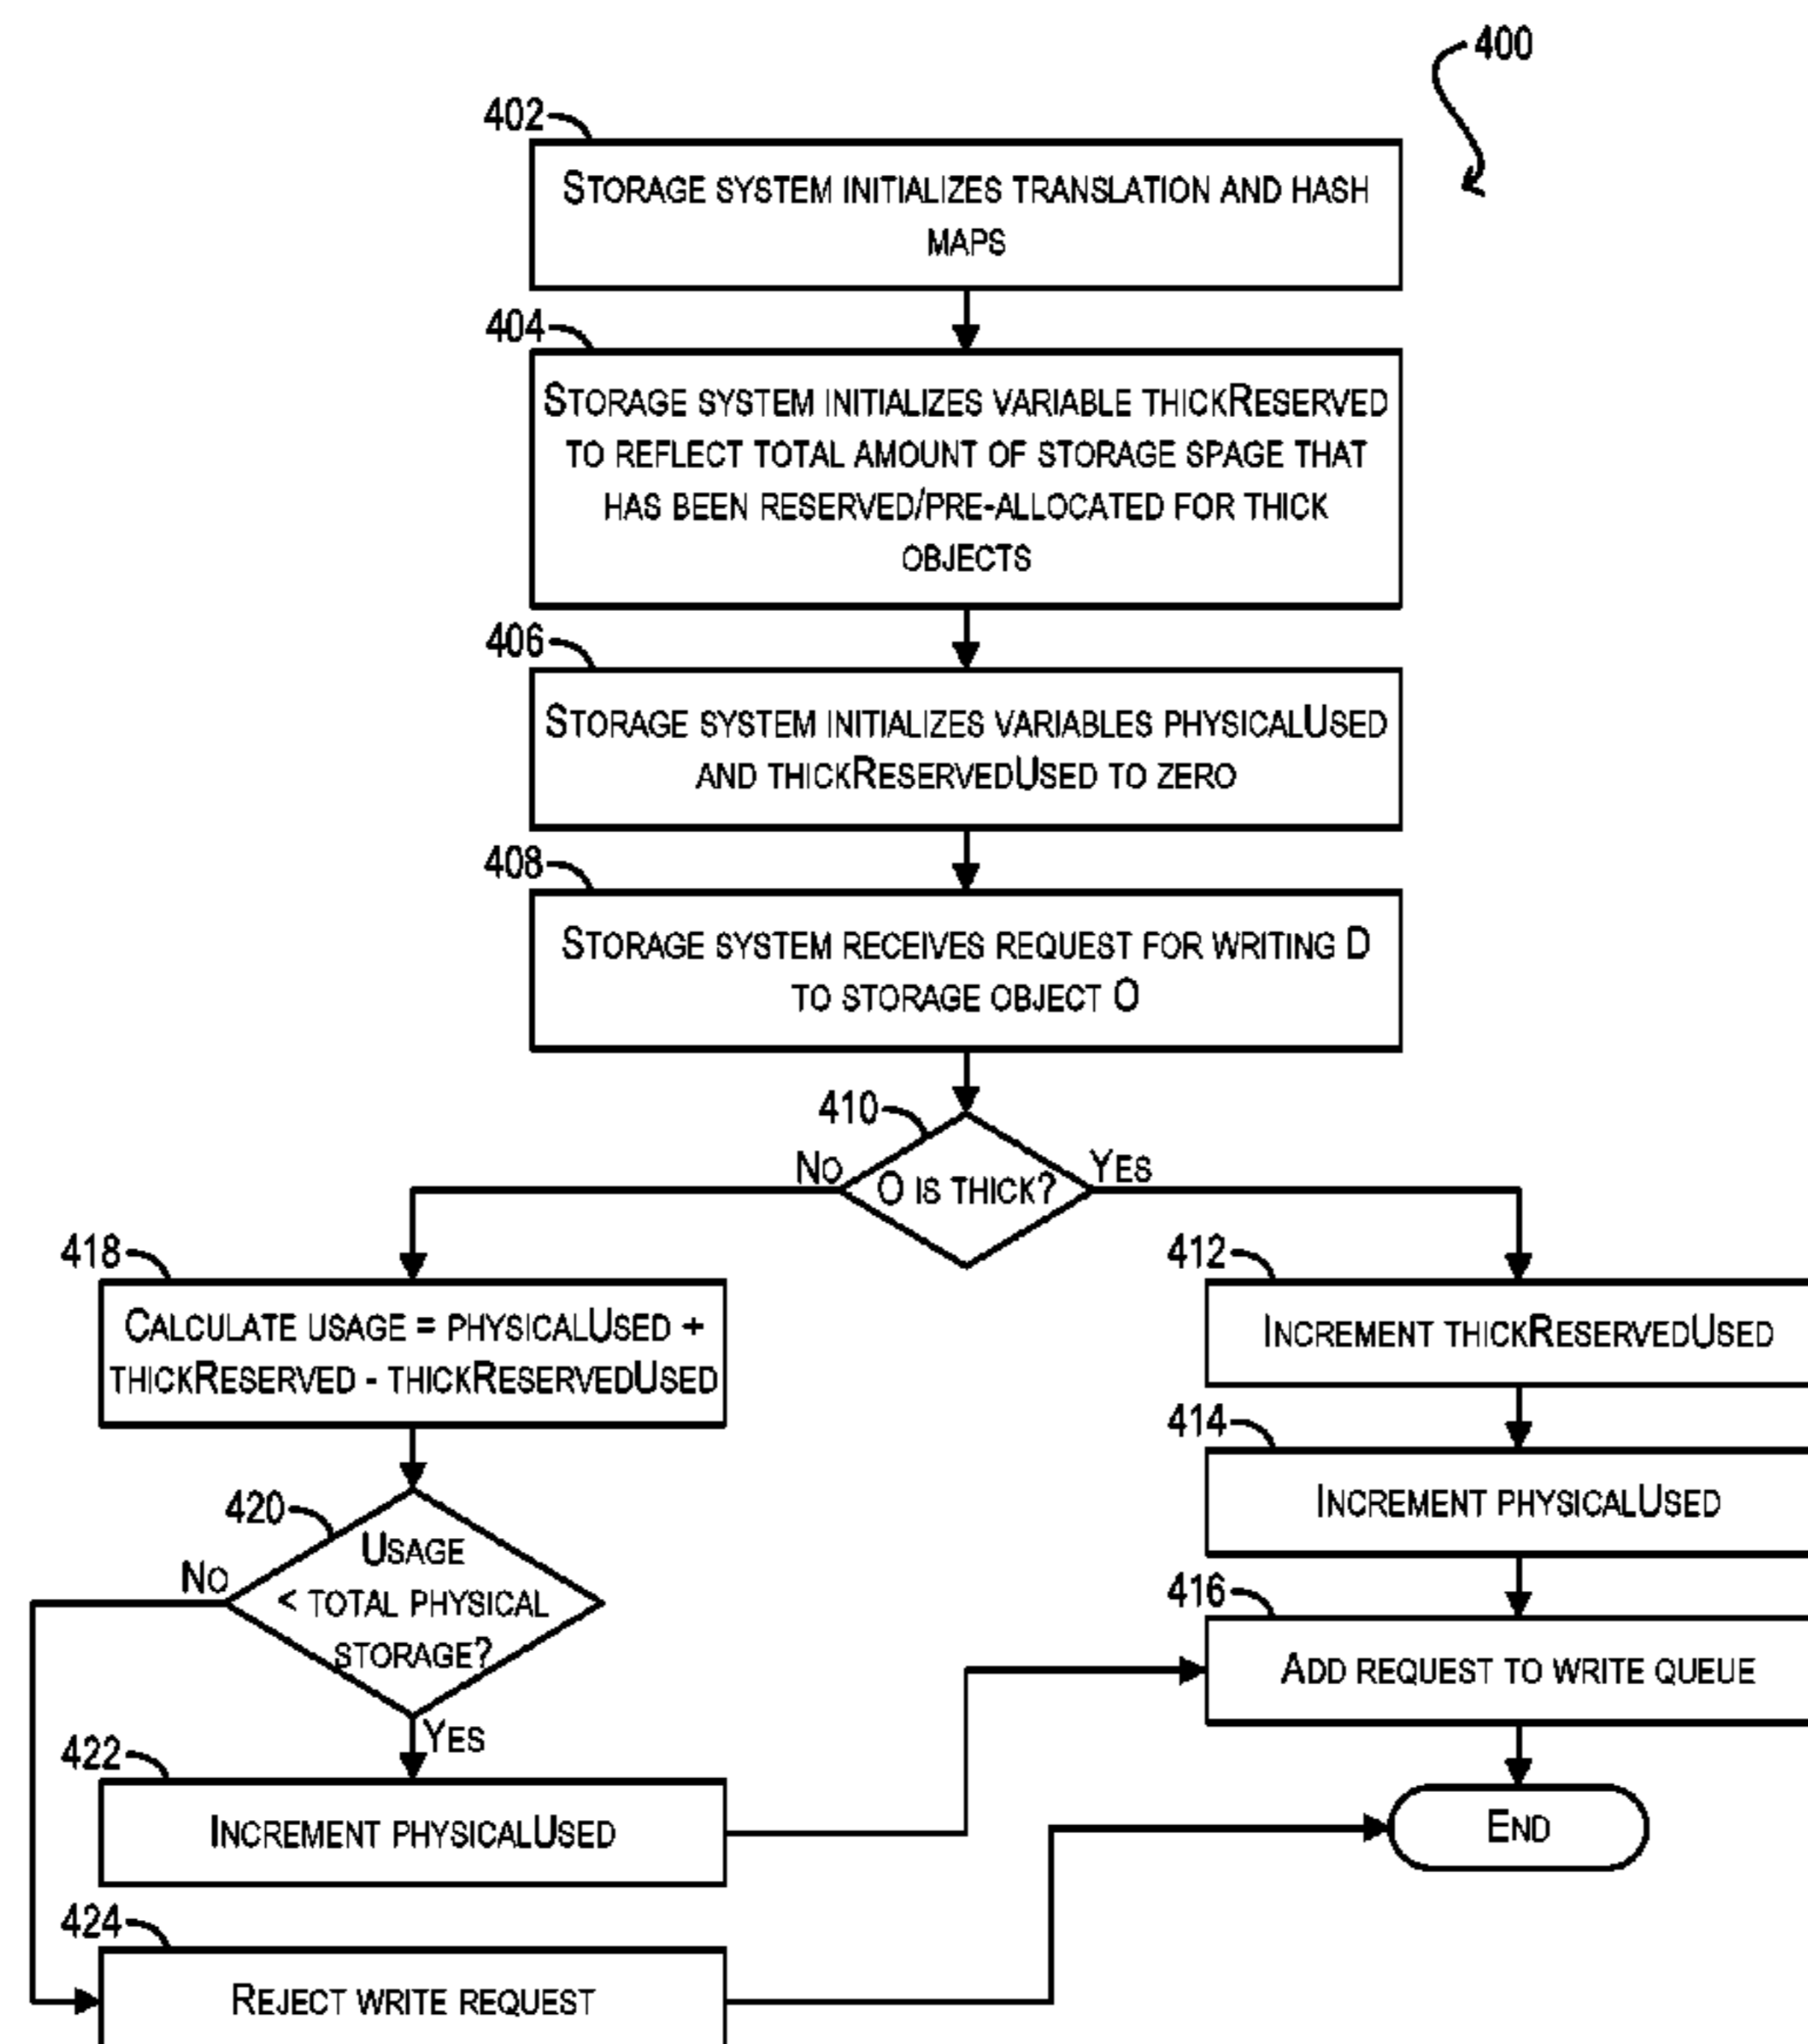 400
402
STORAGE SYSTEM INITIALIZES TRANSLATION AND HASH
MAPS
404
STORAGE SYSTEM INITIALIZES VARIABLE THICKRESERVED
TO REFLECT TOTAL AMOUNT OF STORAGE SPAGE THAT
HAS BEEN RESERVED/PRE-ALLOCATED FOR THICK
OBJECTS
406
STORAGE SYSTEM INITIALIZES VARIABLES PHYSICALUSED
AND THICKRESERVEDUSED TO ZERO
408
STORAGE SYSTEM RECEIVES REQUEST FOR WRITING D
TO STORAGE OBJECT O
410
NO
O IS THICK?
YES
418
CALCULATE USAGE = PHYSICALUSED +
THICKRESERVED - THICKRESERVEDUSED
412
INCREMENT THICKRESERVEDUSED
414
INCREMENT PHYSICALUSED
420
USAGE
< TOTAL PHYSICAL
STORAGE?
NO
YES
416
ADD REQUEST TO WRITE QUEUE
422
INCREMENT PHYSICALUSED
END
424
REJECT WRITE REQUEST